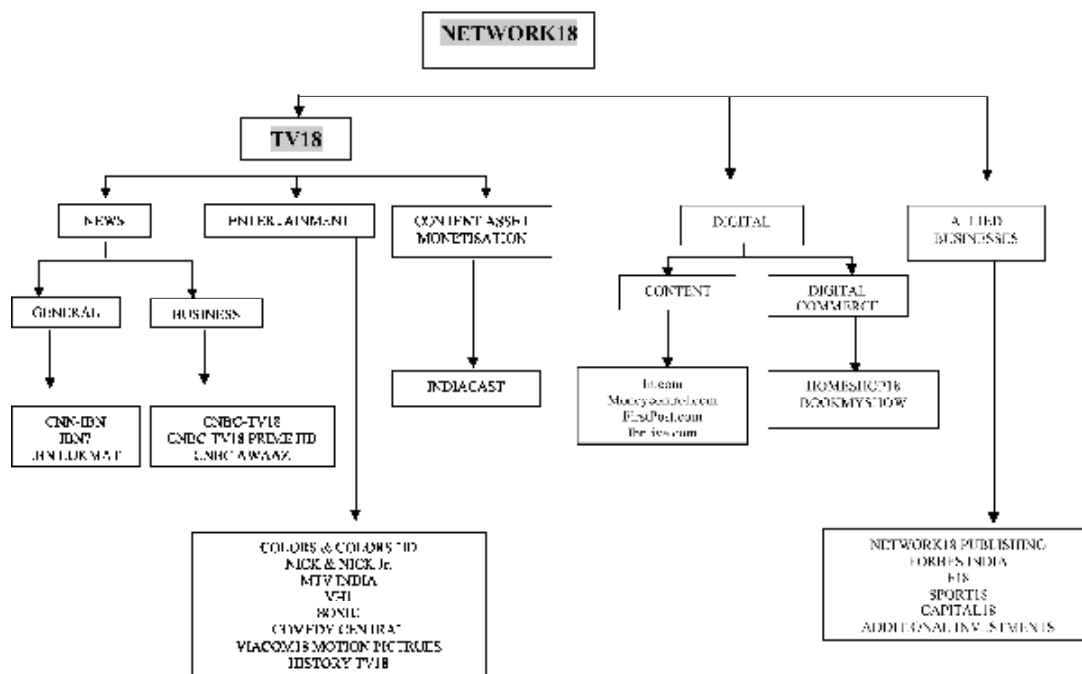 NETWORK18
TV18
NEWS
ENTERTAINMENT
CONTENT ASSET
MONETISATION
DIGITAL
ALLIED
BUSINESSES
GENERAL
BUSINESS
CONTENT
DIGITAL
COMMERCE
INDIACAST
In.com
Moneycontrol.com
FirstPost.com
Ibnlive.com
HOMESHOP18
BOOKMYSHOW
CNN-IBN
IBN7
IBN LOKMAT
CNBC-TV18
CNBC-TV18 PRIME HD
CNBC AWAAZ
COLORS & COLORS HD
NICK & NICK Jr.
MTV INDIA
VH1
SONIC
COMEDY CENTRAL
VIACOM18 MOTION PICTRUES
HISTORY TV18
NETWORK18 PUBLISHING
FORBES INDIA
E18
SPORT18
CAPITAL18
ADDITIONAL INVESTMENTS